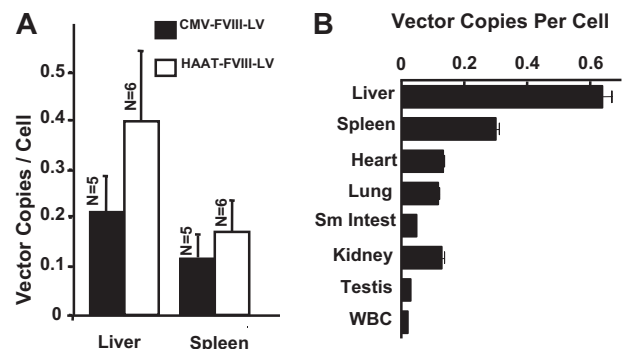 A
CMV-FVIII-LV
HAAT-FVIII-LV
Vector Copies / Cell
0.5
0.4
0.3
0.2
0.1
0
N=5
N=6
N=5
N=6
Liver Spleen
B
Vector Copies Per Cell
0 0.2 0.4 0.6
Liver
Spleen
Heart
Lung
Sm Intest
Kidney
Testis
WBC